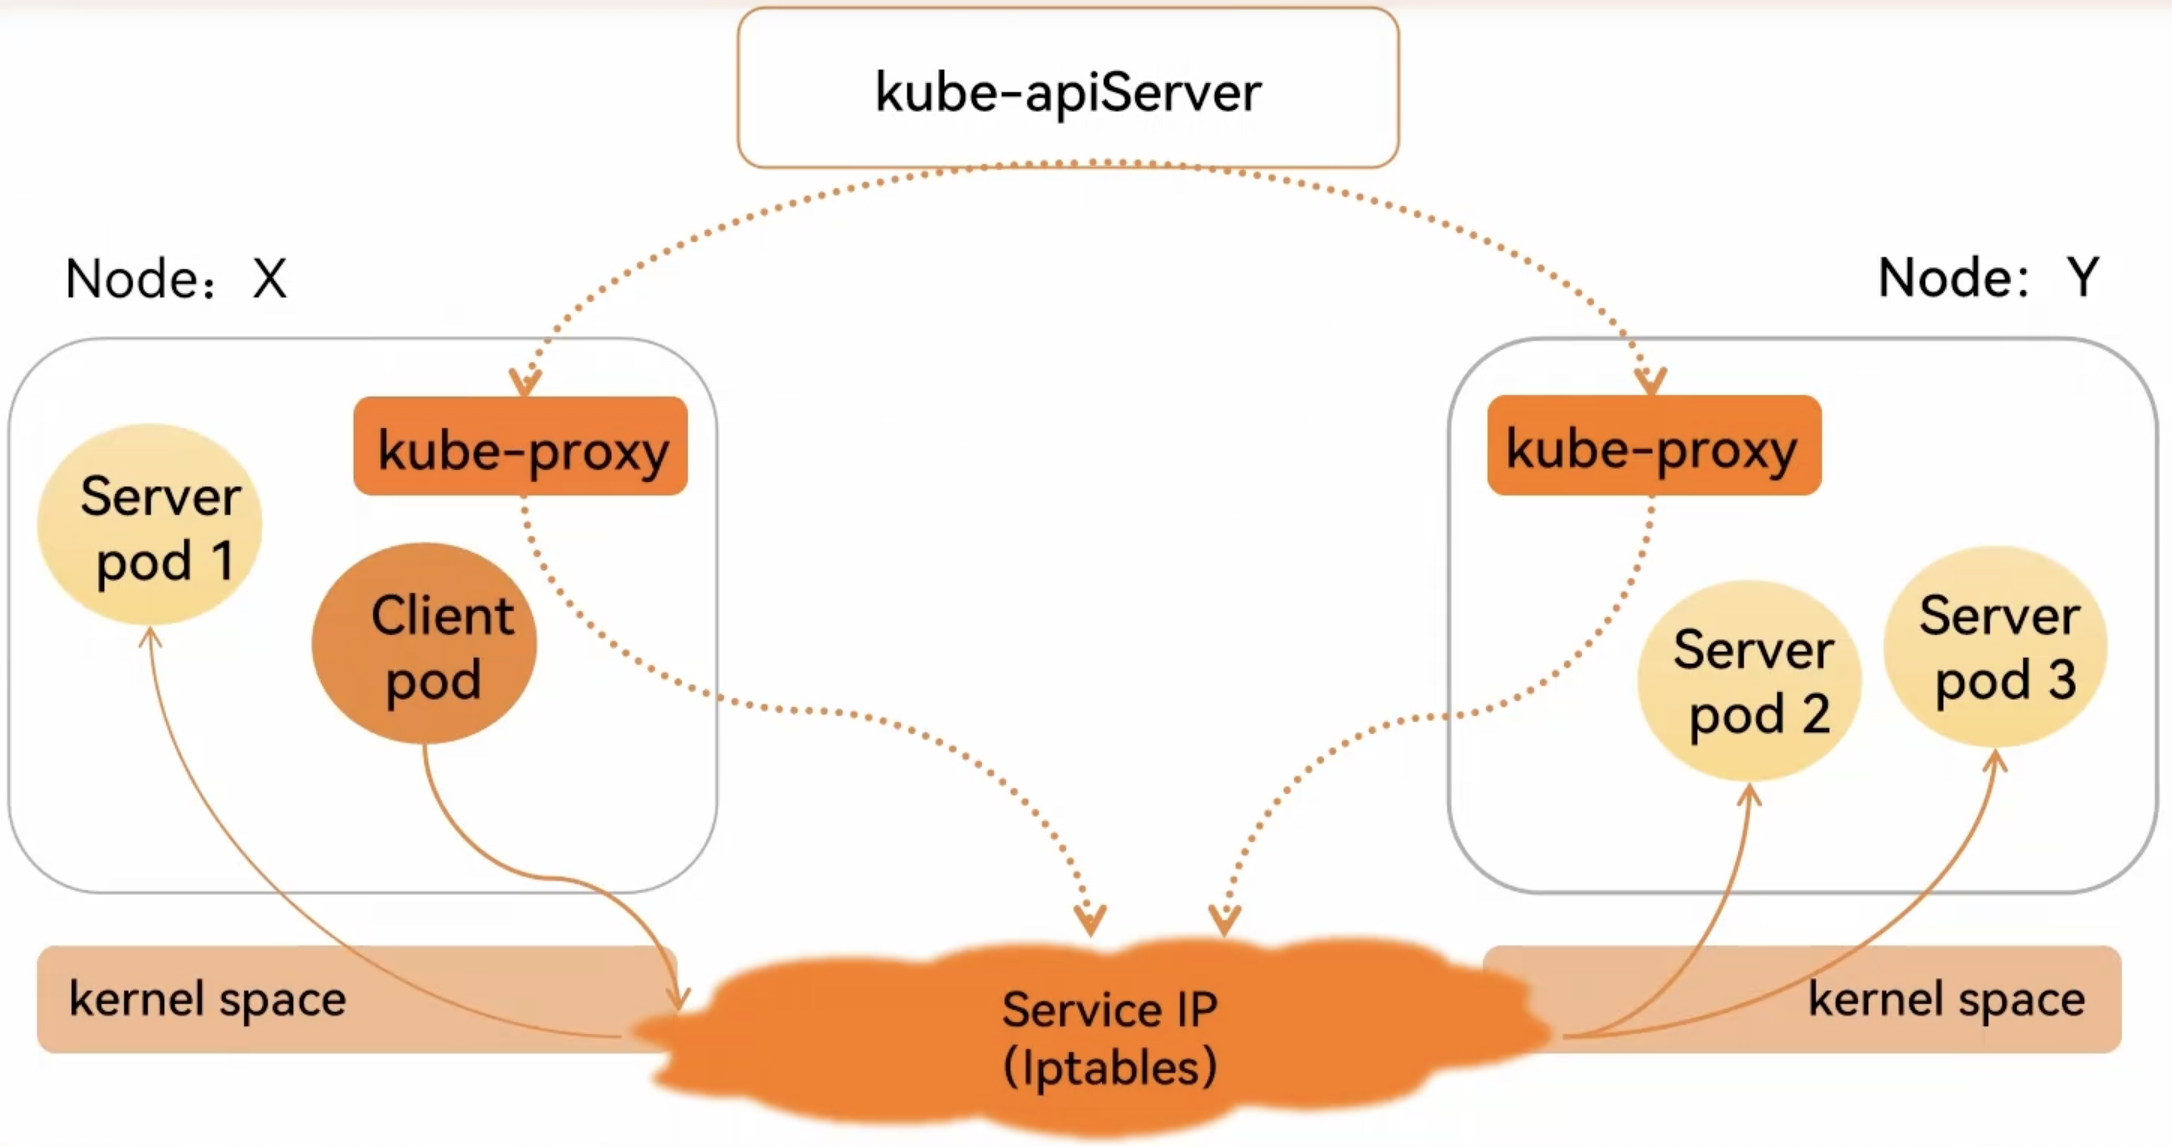 kube-apiServer
Node：X
Node：Y
kube-proxy
kube-proxy
Server
pod 1
Client
pod
Server
pod 2
Server
pod 3
kernel space
Service IP
(Iptables)
kernel space